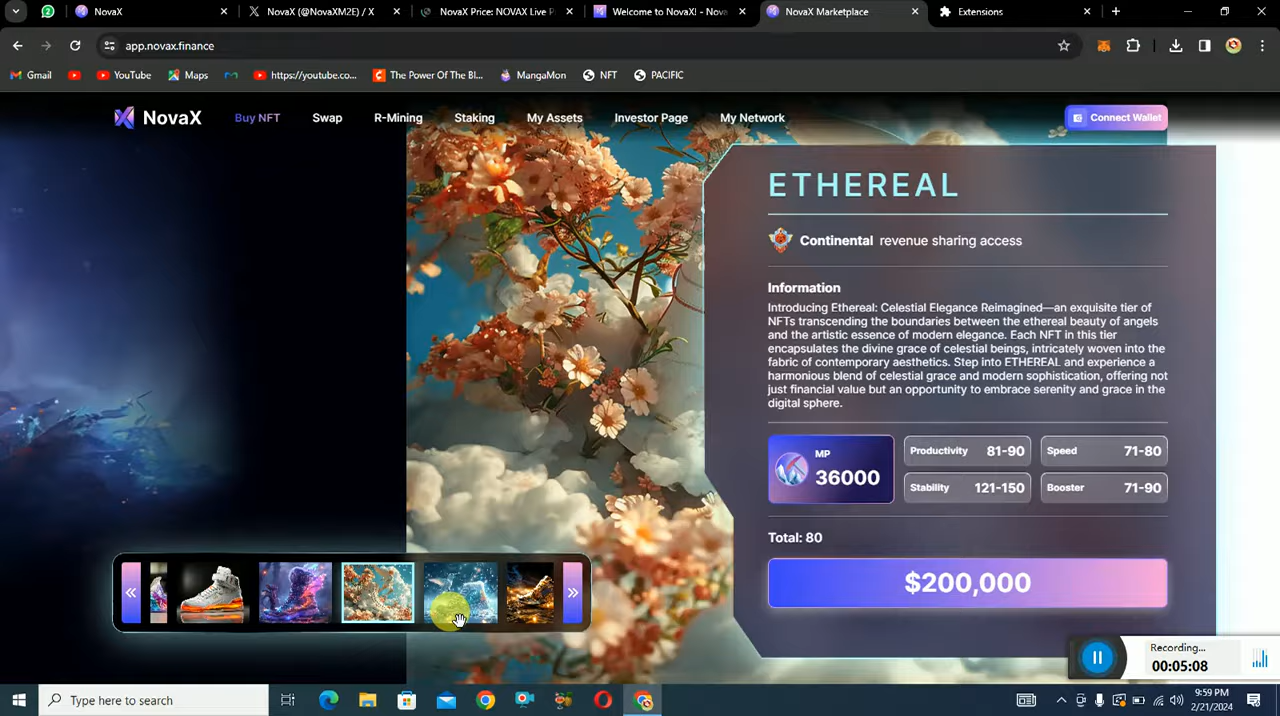 NovaX
NovaX (@NovaXM2E) / X
NovaX Price: NOVAX Live P
Welcome to NovaX! - Nova
NovaX Marketplace
Extensions
app.novax.finance
Gmail
YouTube
Maps
https://youtube.co...
The Power Of The Bl...
MangaMon
NFT
PACIFIC
NovaX
Buy NFT
Swap
R-Mining
Staking
My Assets
Investor Page
My Network
Connect Wallet
ETHEREAL
Continental revenue sharing access
Information
Introducing Ethereal: Celestial Elegance Reimagined—an exquisite tier of
NFTs transcending the boundaries between the ethereal beauty of angels
and the artistic essence of modern elegance. Each NFT in this tier
encapsulates the divine grace of celestial beings, intricately woven into the
fabric of contemporary aesthetics. Step into ETHEREAL and experience a
harmonious blend of celestial grace and modern sophistication, offering not
just financial value but an opportunity to embrace serenity and grace in the
digital sphere.
MP
36000
Productivity 81-90
Speed 71-80
Stability 121-150
Booster 71-90
Total: 80
$200,000
Recording...
00:05:08
Type here to search
9:59 PM
2/21/2024